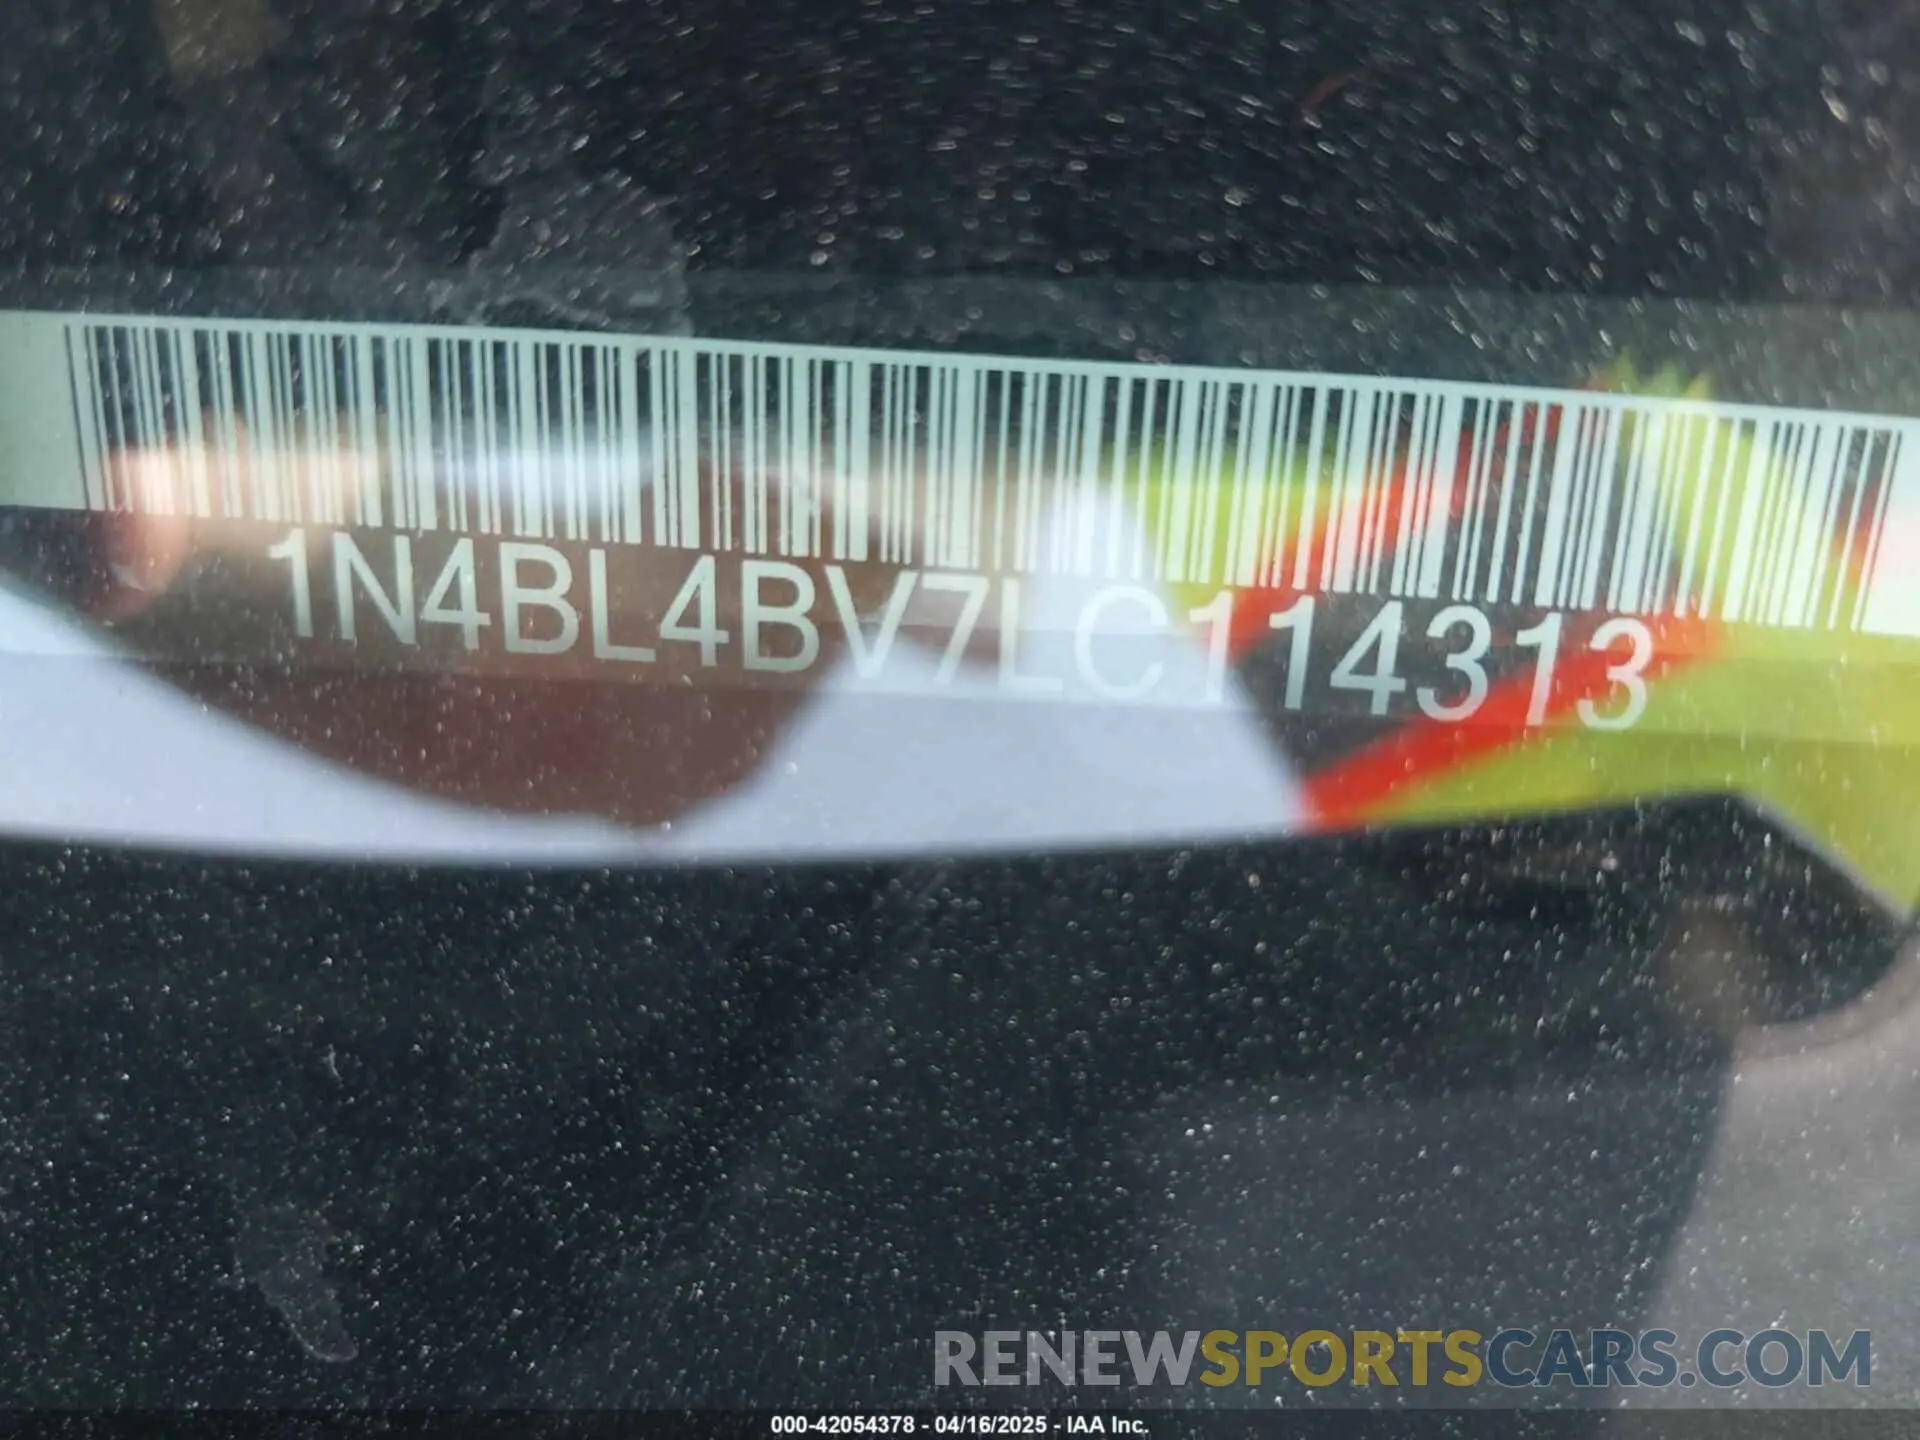 1N4BL4BV7LC114313
RENEWSPORTSCARS.COM
000-42054378 - 04/16/2025 - IAA Inc.